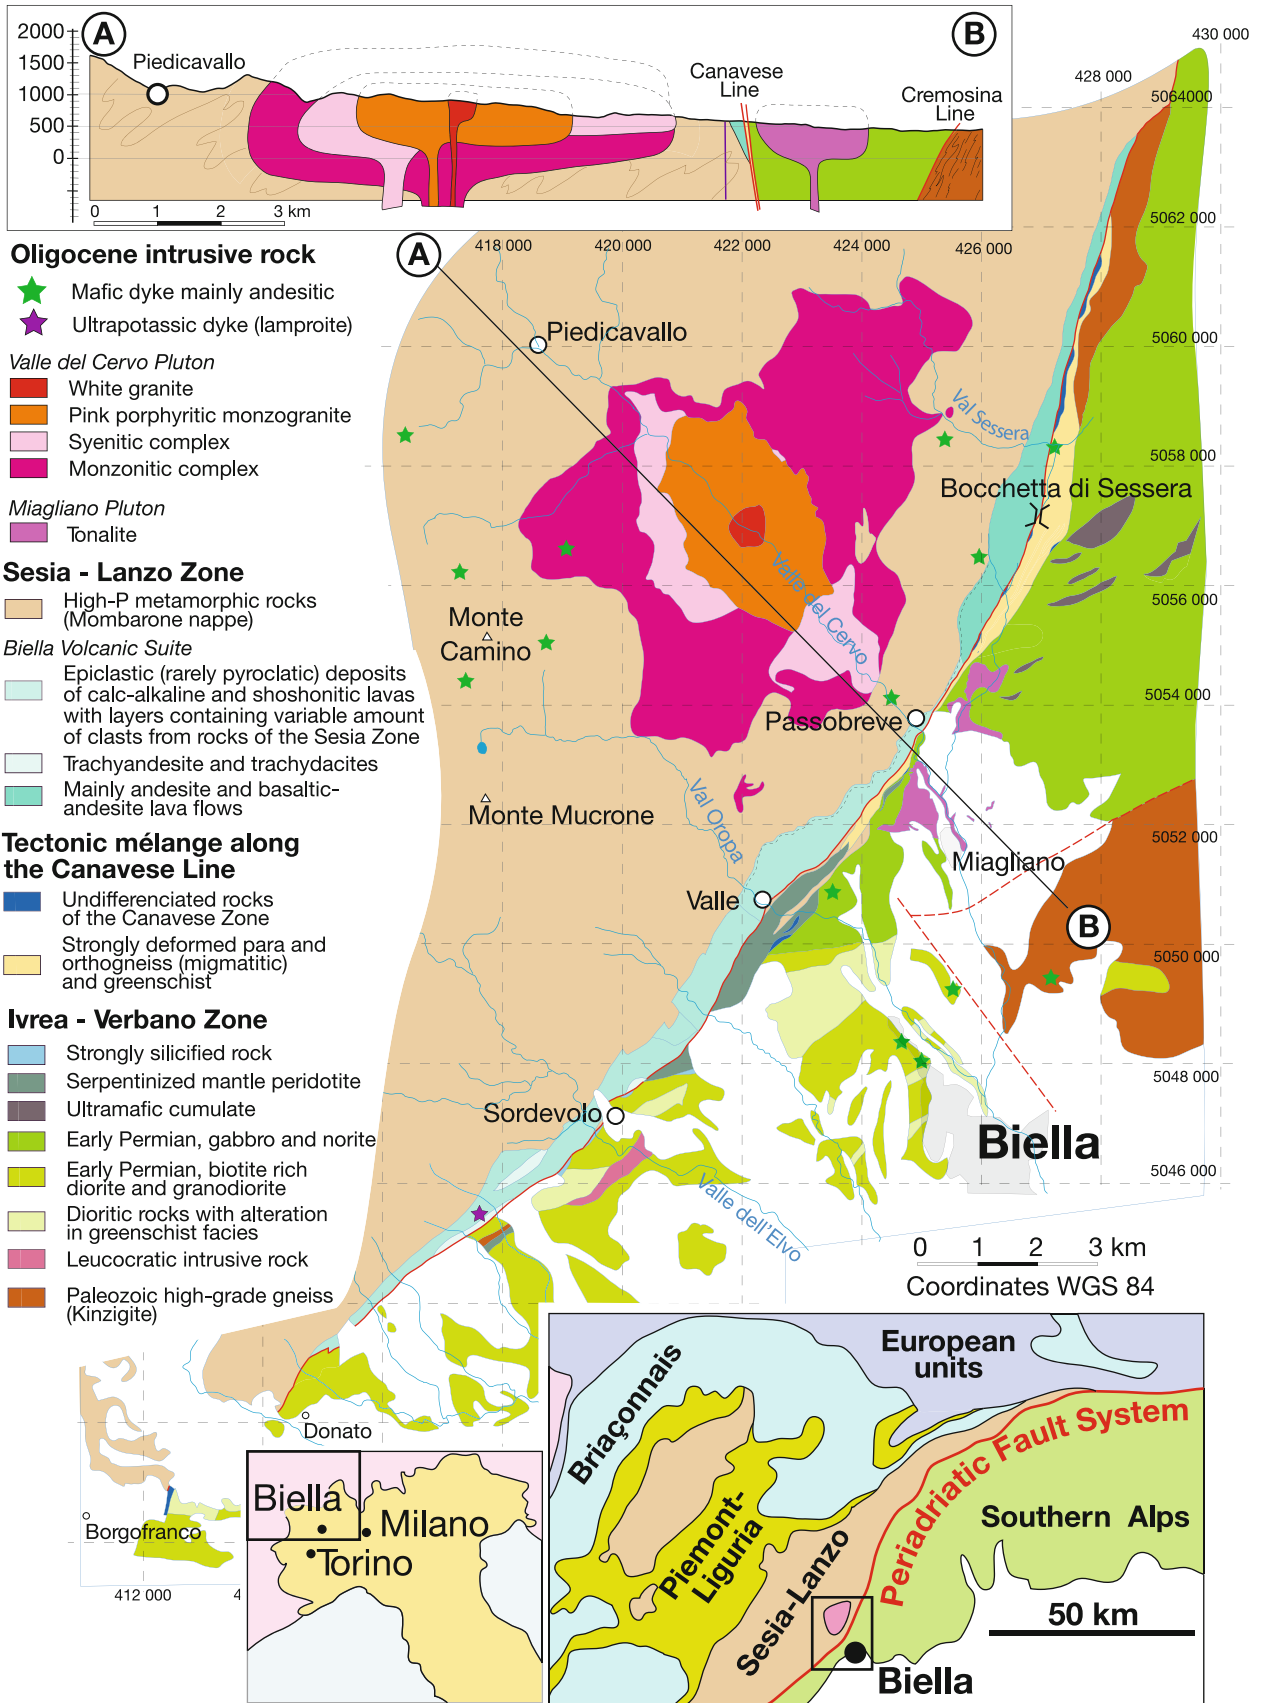 2000
1500
1000
500
0
A
Piedicavallo
B
Canavese
Line
Cremosina
Line
0 1 2 3 km
430 000
428 000
5064000
5062 000
418 000
420 000
422 000
424 000
426 000
A
Oligocene intrusive rock
Mafic dyke mainly andesitic
Ultrapotassic dyke (lamproite)
Valle del Cervo Pluton
White granite
Pink porphyritic monzogranite
Syenitic complex
Monzonitic complex
Miagliano Pluton
Tonalite
Sesia - Lanzo Zone
High-P metamorphic rocks
(Mombarone nappe)
Biella Volcanic Suite
Epiclastic (rarely pyroclatic) deposits
of calc-alkaline and shoshonitic lavas
with layers containing variable amount
of clasts from rocks of the Sesia Zone
Trachyandesite and trachydacites
Mainly andesite and basaltic-
andesite lava flows
Tectonic mélange along
the Canavese Line
Undifferenciated rocks
of the Canavese Zone
Strongly deformed para and
orthogneiss (migmatitic)
and greenschist
Ivrea - Verbano Zone
Strongly silicified rock
Serpentinized mantle peridotite
Ultramafic cumulate
Early Permian, gabbro and norite
Early Permian, biotite rich
diorite and granodiorite
Dioritic rocks with alteration
in greenschist facies
Leucocratic intrusive rock
Paleozoic high-grade gneiss
(Kinzigite)
Piedicavallo
5060 000
Val Sessera
5058 000
Bocchetta di Sessera
Valle del Cervo
5056 000
Monte
Camino
5054 000
Passobreve
Val Oropa
Monte Mucrone
5052 000
Miagliano
Valle
B
5050 000
5048 000
Sordevolo
Biella
5046 000
Valle dell'Elvo
0 1 2 3 km
Coordinates WGS 84
Donato
Borgofranco
412 000
4
Biella
Milano
Torino
European
units
Briaçonnais
Periadriatic Fault System
Piemont-
Liguria
Southern Alps
Sesia-Lanzo
50 km
Biella